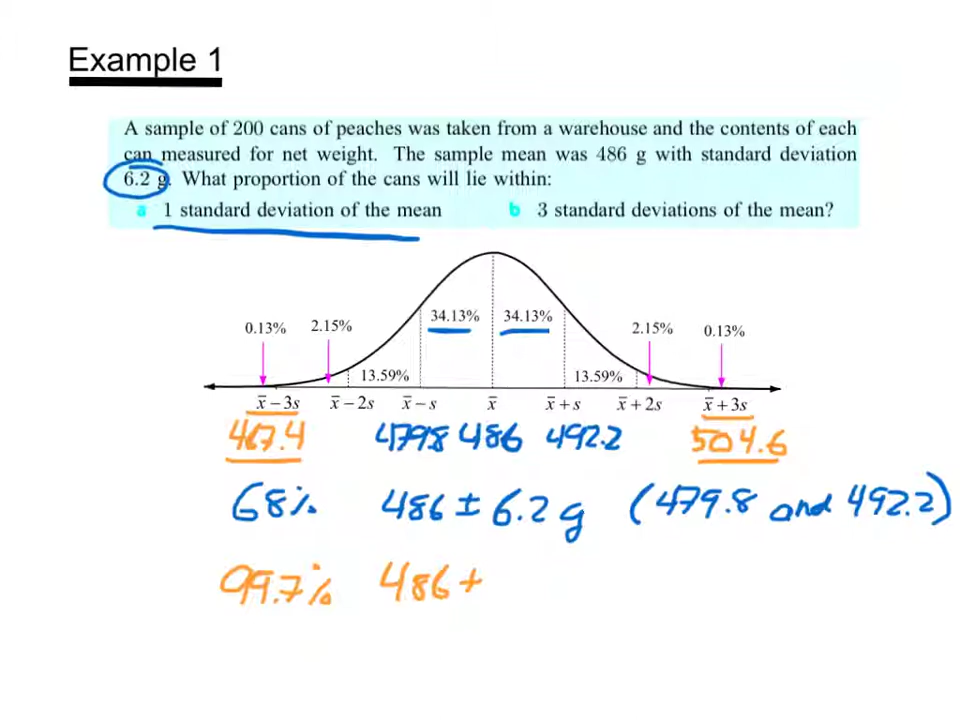 Example 1
A sample of 200 cans of peaches was taken from a warehouse and the contents of each
can measured for net weight. The sample mean was 486 g with standard deviation
6.2 g. What proportion of the cans will lie within:
a 1 standard deviation of the mean b 3 standard deviations of the mean?
34.13% 34.13%
0.13% 2.15% 2.15% 0.13%
13.59% 13.59%
x̄ − 3s x̄ − 2s x̄ − s x̄ x̄ + s x̄ + 2s x̄ + 3s
467.4 479.8 486 492.2 504.6
68% 486 ± 6.2 g (479.8 and 492.2)
99.7% 486 +